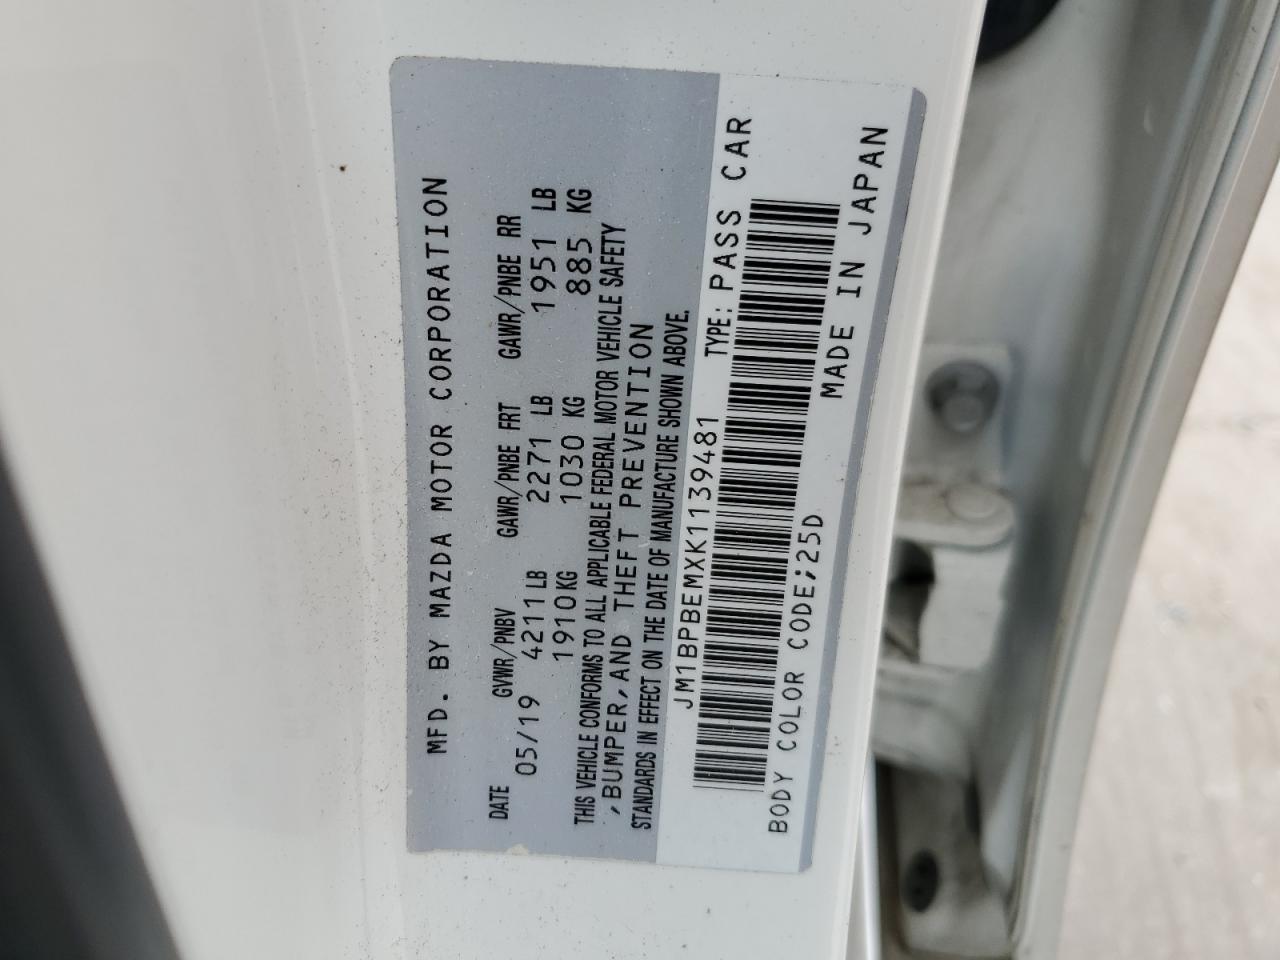 MFD. BY MAZDA MOTOR CORPORATION
DATE GVWR/PNBV GAWR/PNBE FRT GAWR/PNBE RR
05/19 4211 LB 2271 LB 1951 LB
1910 KG 1030 KG 885 KG
THIS VEHICLE CONFORMS TO ALL APPLICABLE FEDERAL MOTOR VEHICLE SAFETY
,BUMPER,AND THEFT PREVENTION
STANDARDS IN EFFECT ON THE DATE OF MANUFACTURE SHOWN ABOVE.
JM1BPBEMXK1139481 TYPE: PASS CAR
BODY COLOR CODE;25D MADE IN JAPAN